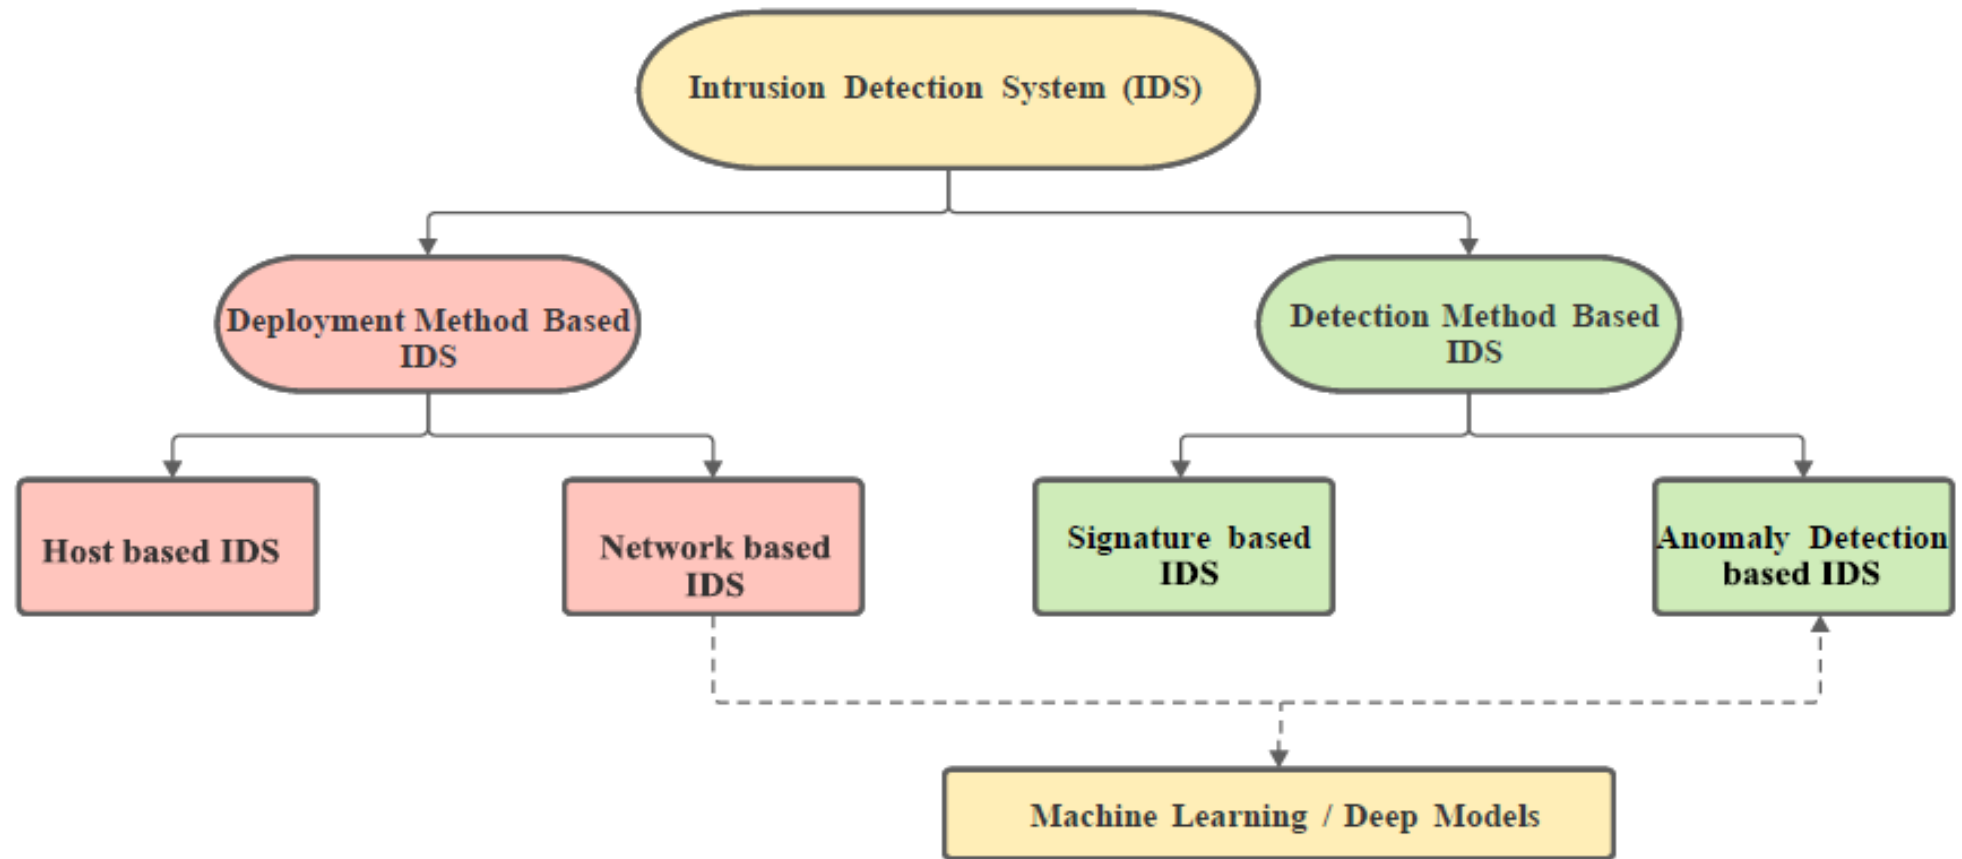 Intrusion Detection System (IDS)
Deployment Method Based
IDS
Detection Method Based
IDS
Host based IDS
Network based
IDS
Signature based
IDS
Anomaly Detection
based IDS
Machine Learning / Deep Models